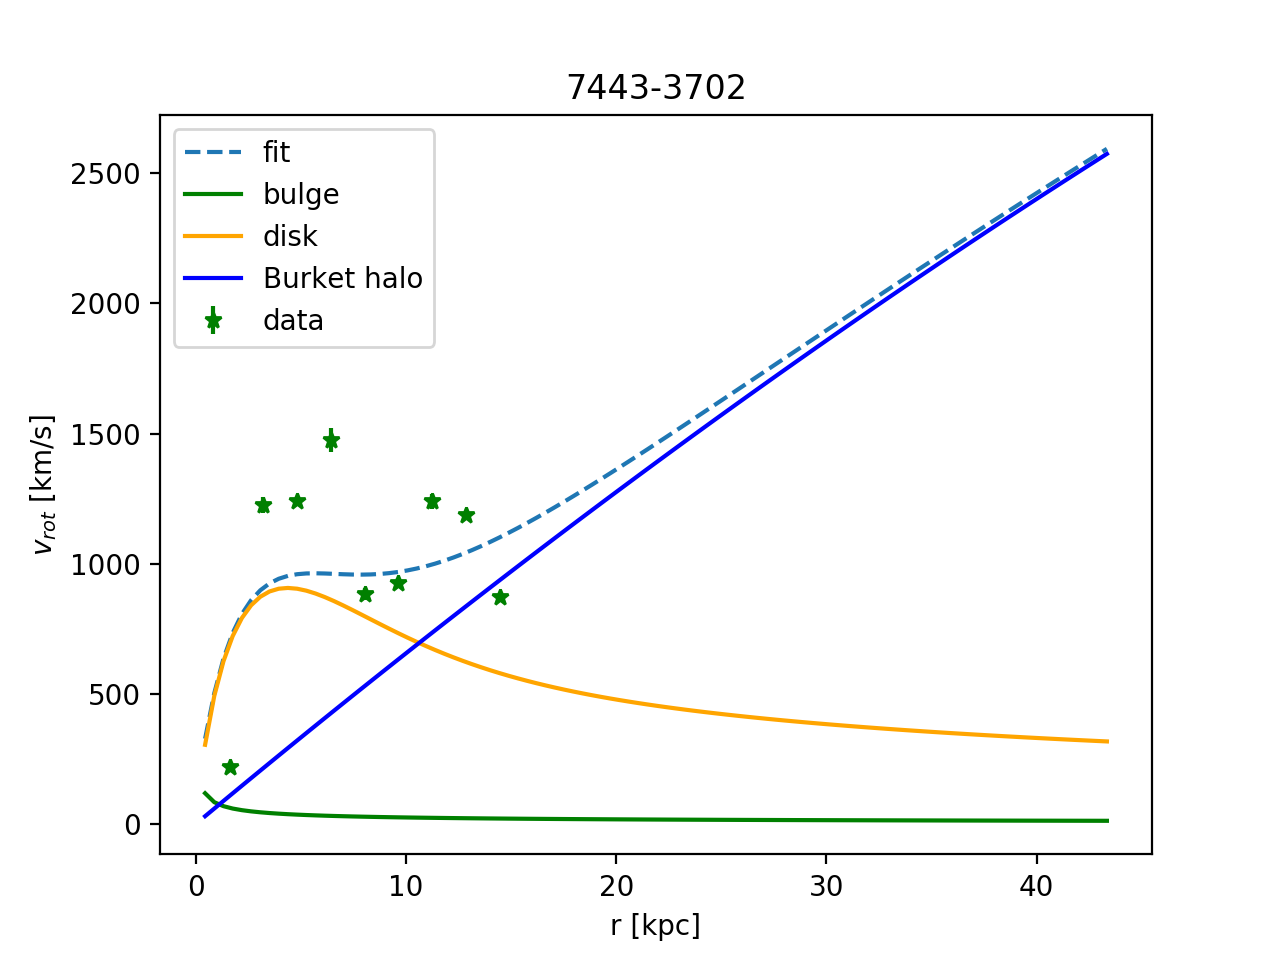 7443-3702
fit
bulge
disk
Burket halo
data
2500
2000
1500
1000
500
0
v_rot [km/s]
0 10 20 30 40
r [kpc]